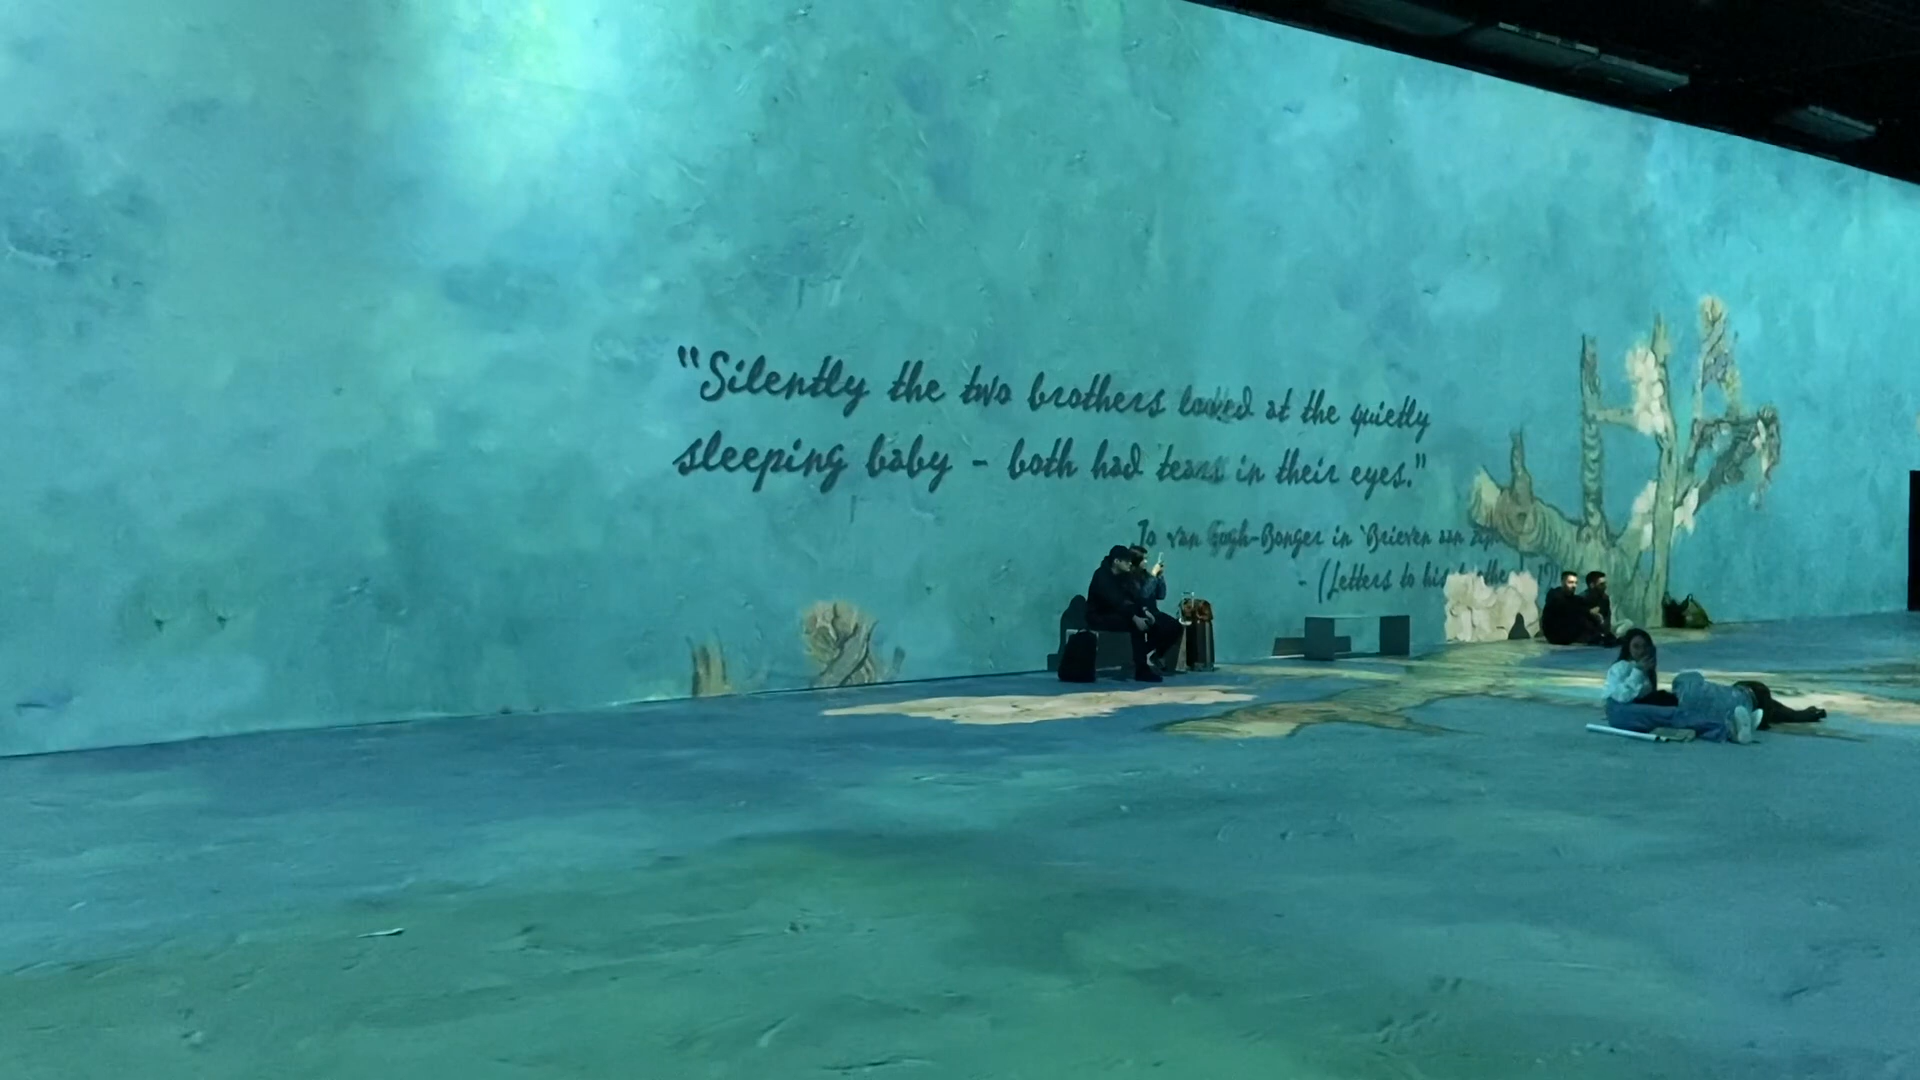 "Silently the two brothers looked at the quietly
sleeping baby - both had tears in their eyes."
Jo van Gogh-Bonger in 'Brieven aan
- (Letters to his